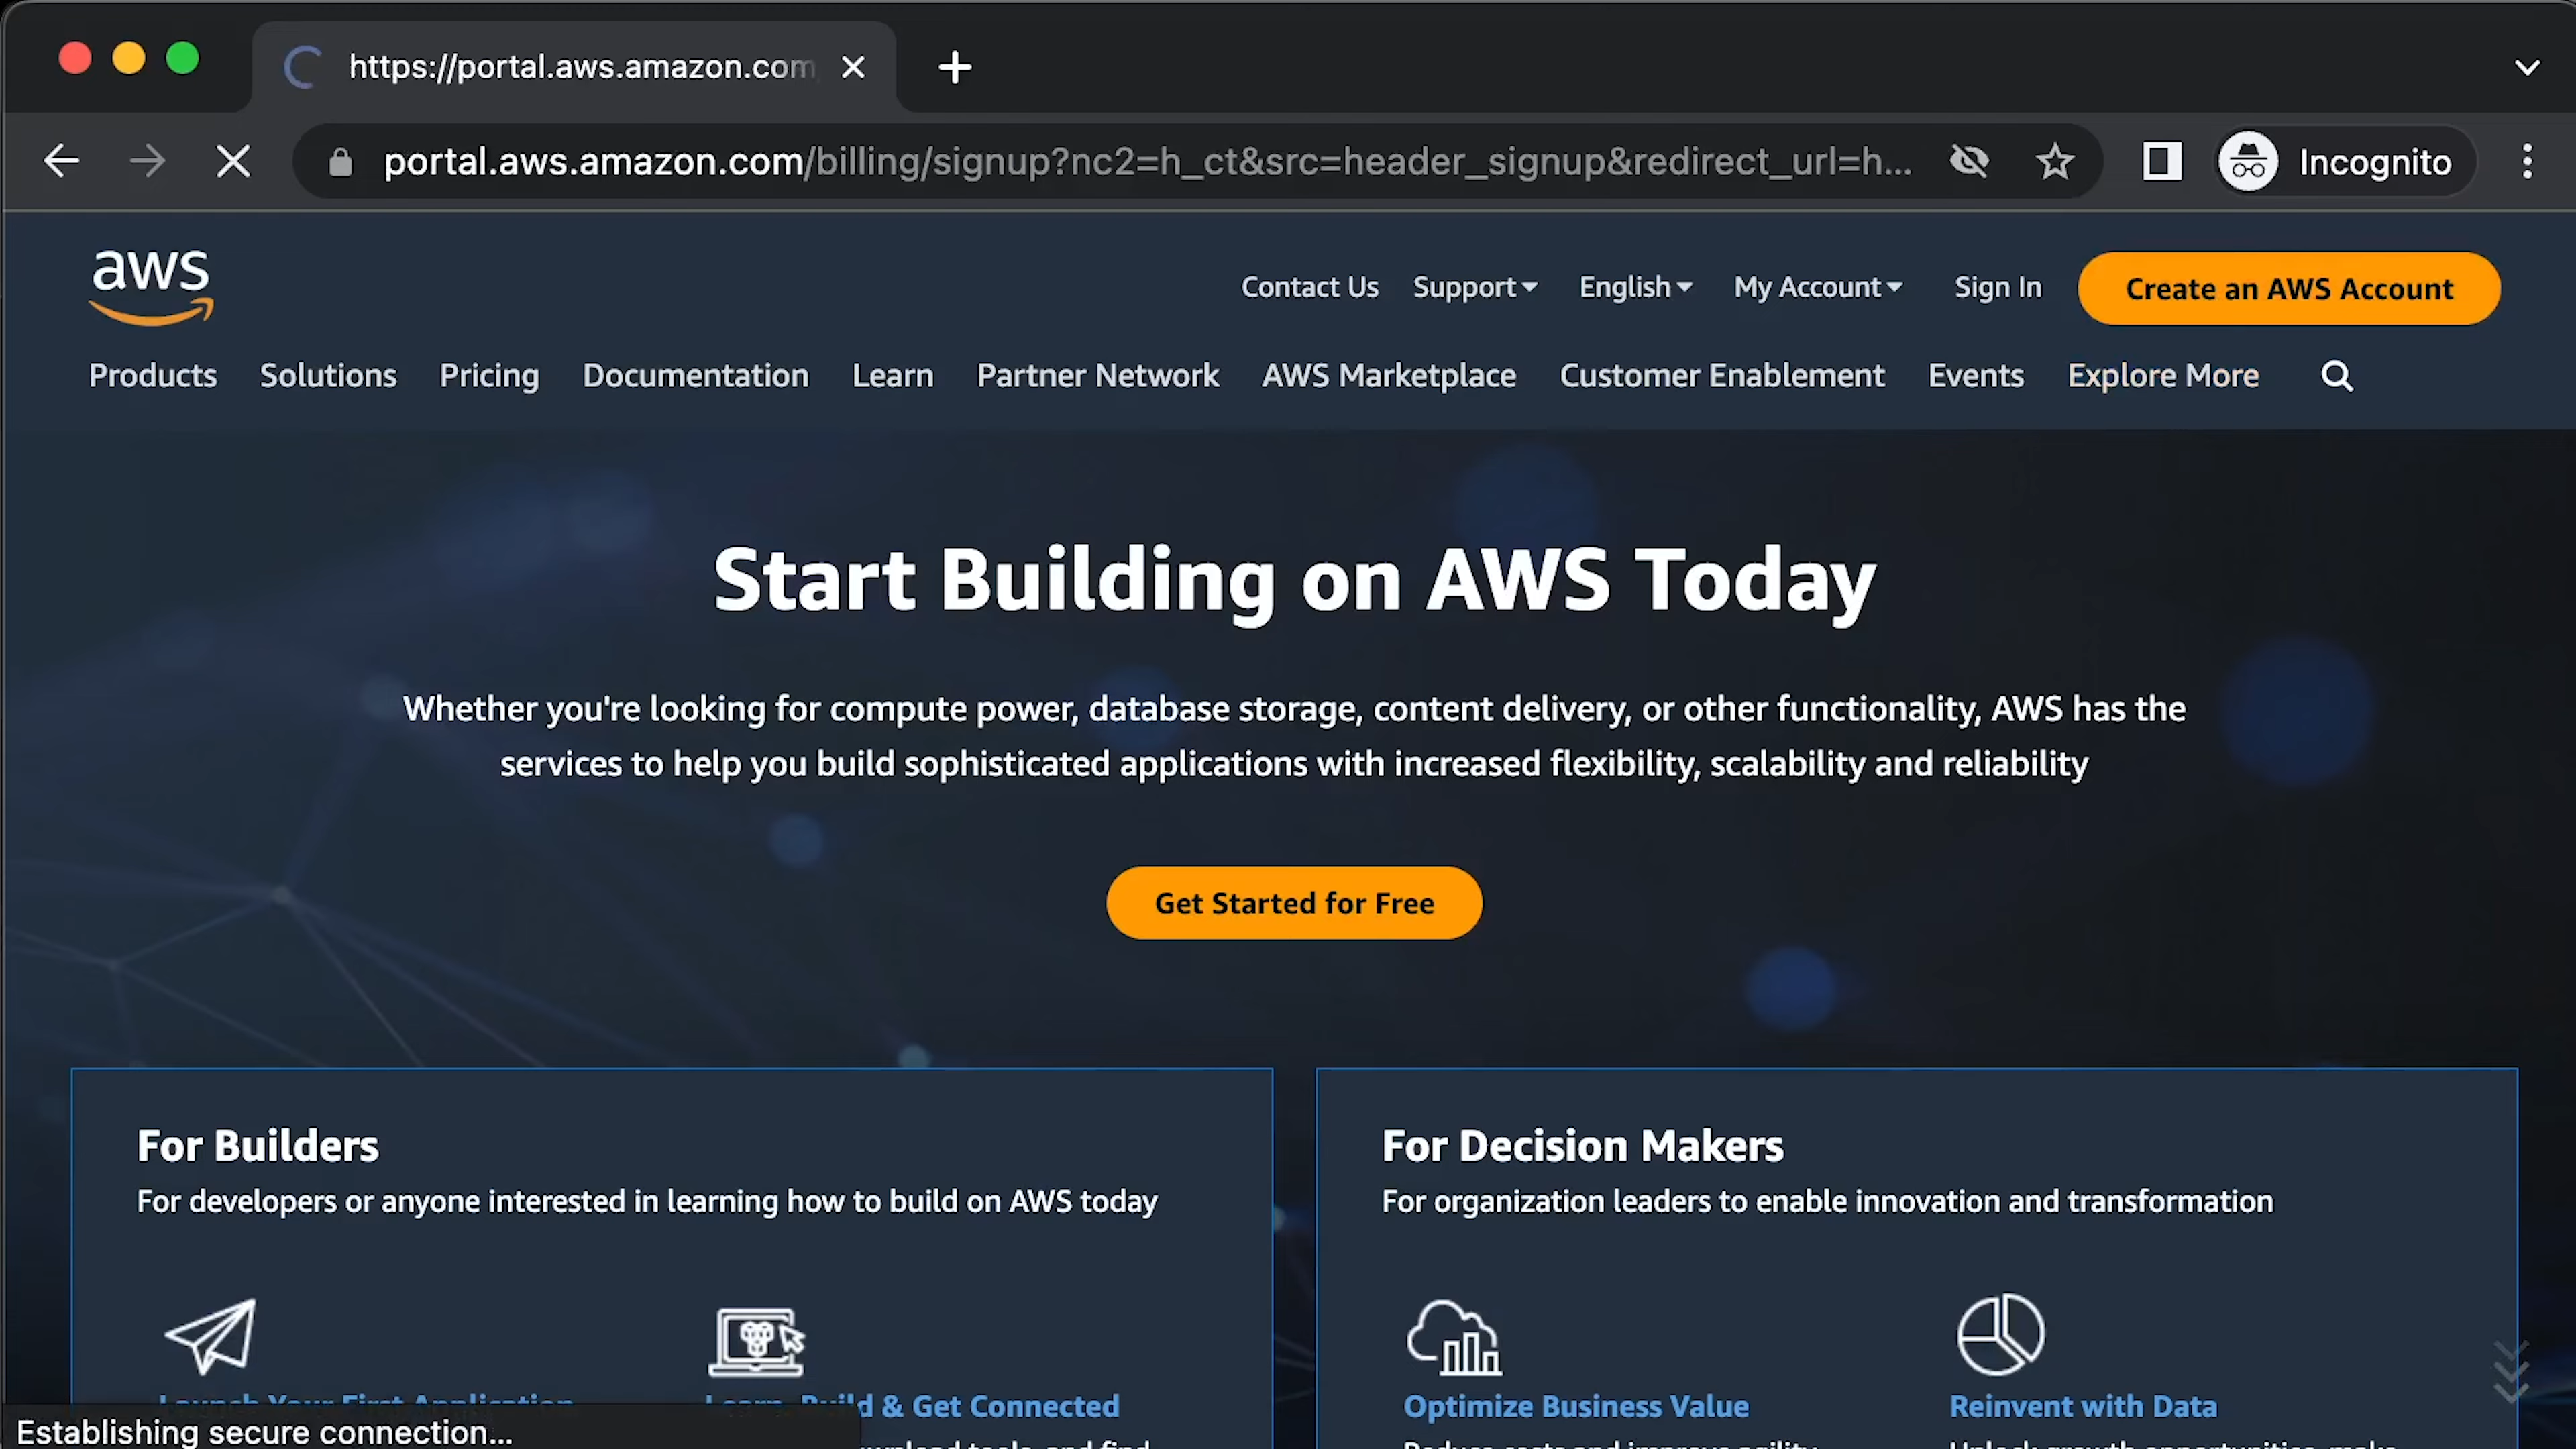 https://portal.aws.amazon.com
portal.aws.amazon.com/billing/signup?nc2=h_ct&src=header_signup&redirect_url=h...
Incognito
aws
Contact Us Support English My Account Sign In Create an AWS Account
Products Solutions Pricing Documentation Learn Partner Network AWS Marketplace Customer Enablement Events Explore More
Start Building on AWS Today
Whether you're looking for compute power, database storage, content delivery, or other functionality, AWS has the
services to help you build sophisticated applications with increased flexibility, scalability and reliability
Get Started for Free
For Builders
For developers or anyone interested in learning how to build on AWS today
For Decision Makers
For organization leaders to enable innovation and transformation
Launch Your First Application
Learn, Build & Get Connected
Optimize Business Value
Reinvent with Data
Establishing secure connection...